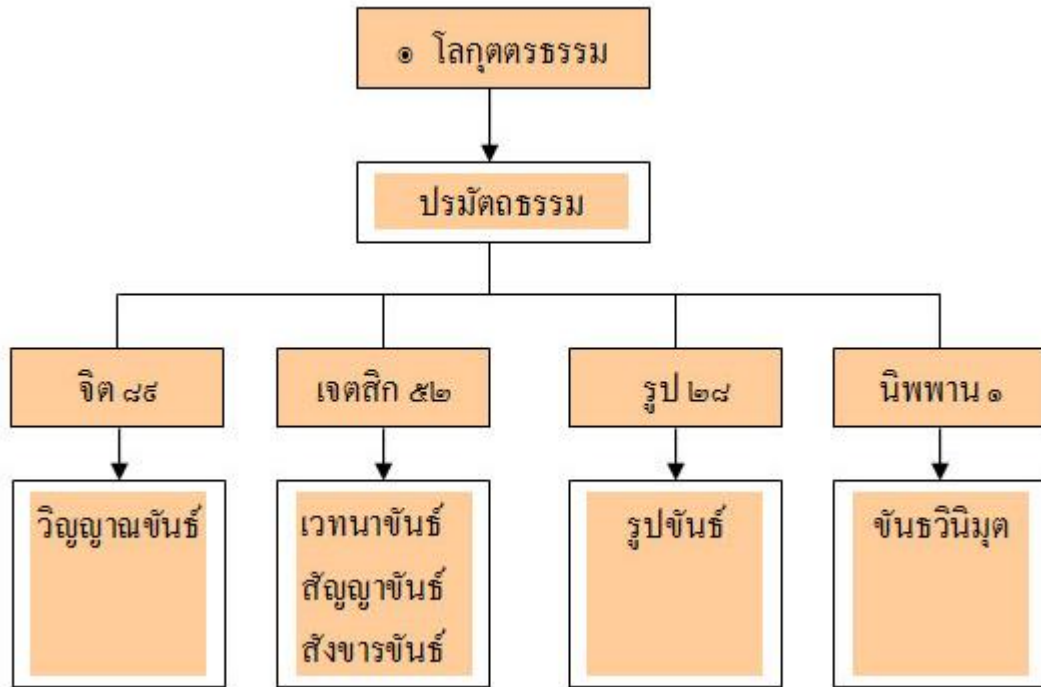 ๑ โลกุตตรธรรม
ปรมัตถธรรม
จิต ๘๙
เจตสิก ๕๒
รูป ๒๘
นิพพาน ๑
วิญญาณขันธ์
เวทนาขันธ์
สัญญาขันธ์
สังขารขันธ์
รูปขันธ์
ขันธวินิมุต